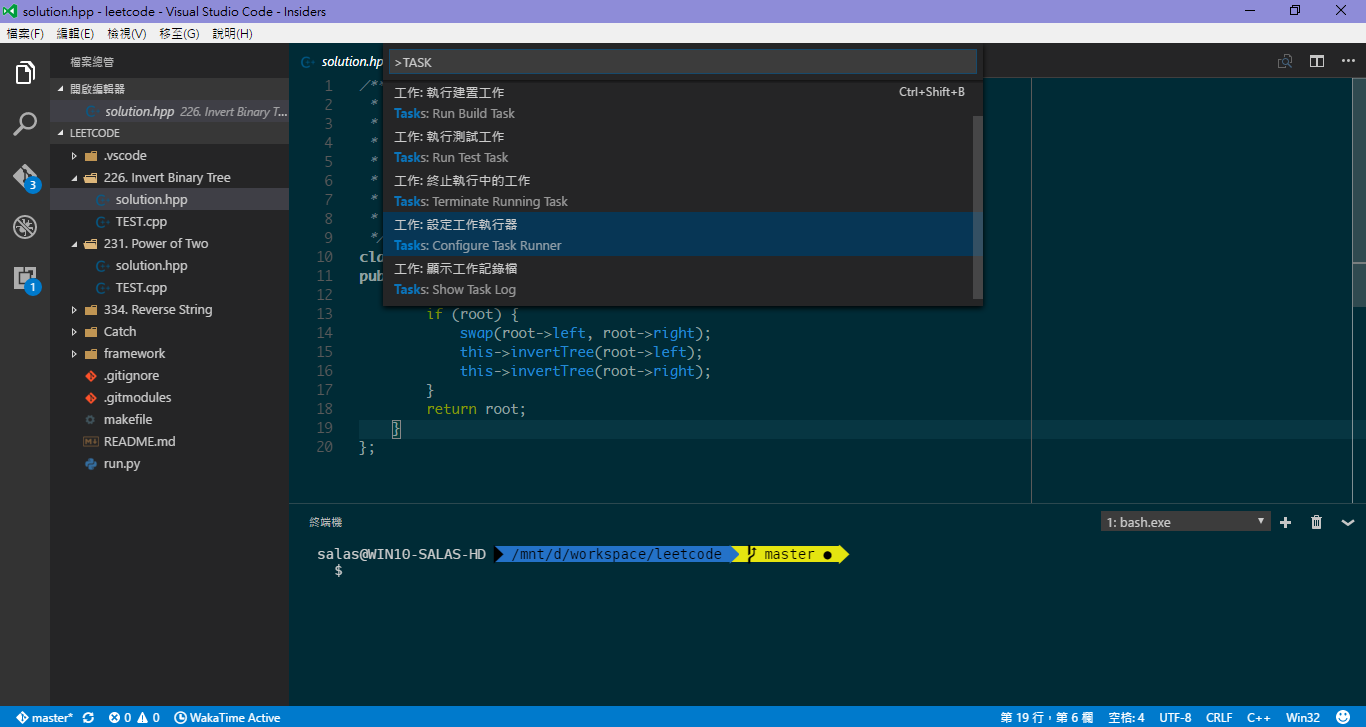 solution.hpp - leetcode - Visual Studio Code - Insiders
檔案(F) 編輯(E) 檢視(V) 移至(G) 說明(H)
檔案總管
開啟編輯器
solution.hpp 226. Invert Binary T...
LEETCODE
.vscode
226. Invert Binary Tree
solution.hpp
TEST.cpp
231. Power of Two
solution.hpp
TEST.cpp
334. Reverse String
Catch
framework
.gitignore
.gitmodules
makefile
README.md
run.py
3
1
solution.hp
>TASK
工作: 執行建置工作 Ctrl+Shift+B
Tasks: Run Build Task
工作: 執行測試工作
Tasks: Run Test Task
工作: 終止執行中的工作
Tasks: Terminate Running Task
工作: 設定工作執行器
Tasks: Configure Task Runner
工作: 顯示工作記錄檔
Tasks: Show Task Log
1 /**
2 *
3 *
4 *
5 *
6 *
7 *
8 *
9 */
10 cla
11 pub
12
13 if (root) {
14 swap(root->left, root->right);
15 this->invertTree(root->left);
16 this->invertTree(root->right);
17 }
18 return root;
19 }
20 };
終端機
1: bash.exe
salas@WIN10-SALAS-HD /mnt/d/workspace/leetcode master ●
$
master* 0 0 WakaTime Active 第 19 行，第 6 欄 空格: 4 UTF-8 CRLF C++ Win32